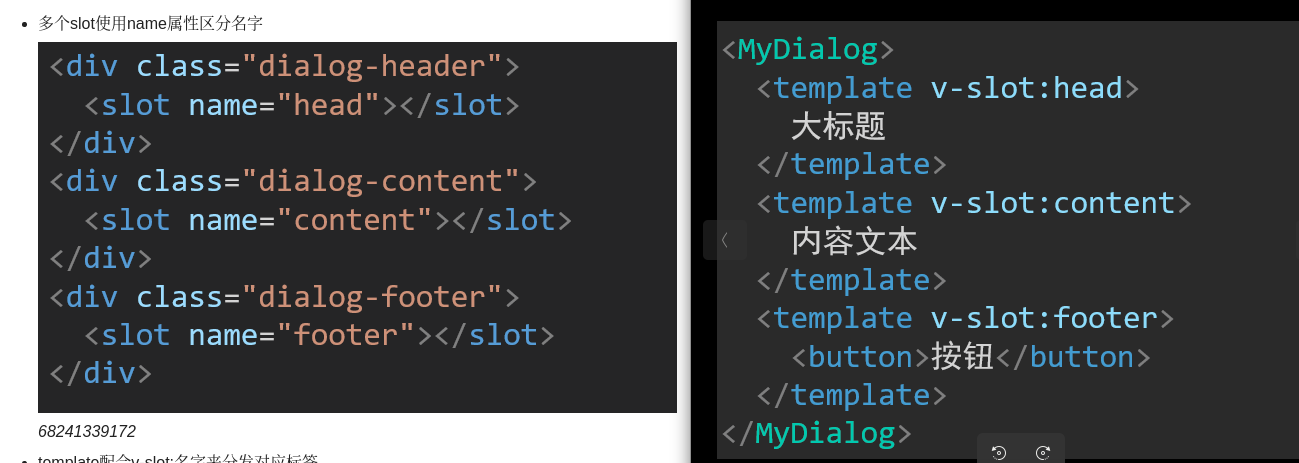 多个slot使用name属性区分名字
<div class="dialog-header">
<slot name="head"></slot>
</div>
<div class="dialog-content">
<slot name="content"></slot>
</div>
<div class="dialog-footer">
<slot name="footer"></slot>
</div>
68241339172
template配合v-slot:名字来分发对应标签
<MyDialog>
<template v-slot:head>
大标题
</template>
<template v-slot:content>
内容文本
</template>
<template v-slot:footer>
<button>按钮</button>
</template>
</MyDialog>